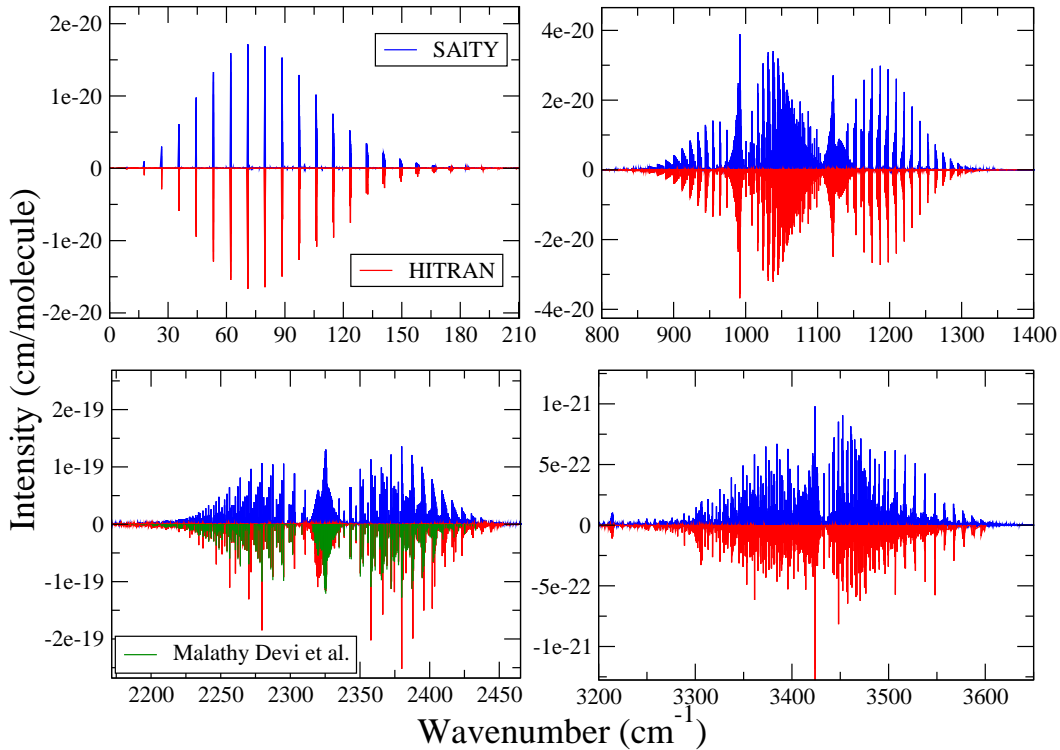 2e-20
1e-20
0
-1e-20
-2e-20
0 30 60 90 120 150 180 210
SAlTY
HITRAN
4e-20
2e-20
0
-2e-20
-4e-20
800 900 1000 1100 1200 1300 1400
Intensity (cm/molecule)
2e-19
1e-19
0
-1e-19
-2e-19
2200 2250 2300 2350 2400 2450
Malathy Devi et al.
1e-21
5e-22
0
-5e-22
-1e-21
3200 3300 3400 3500 3600
Wavenumber (cm-1)